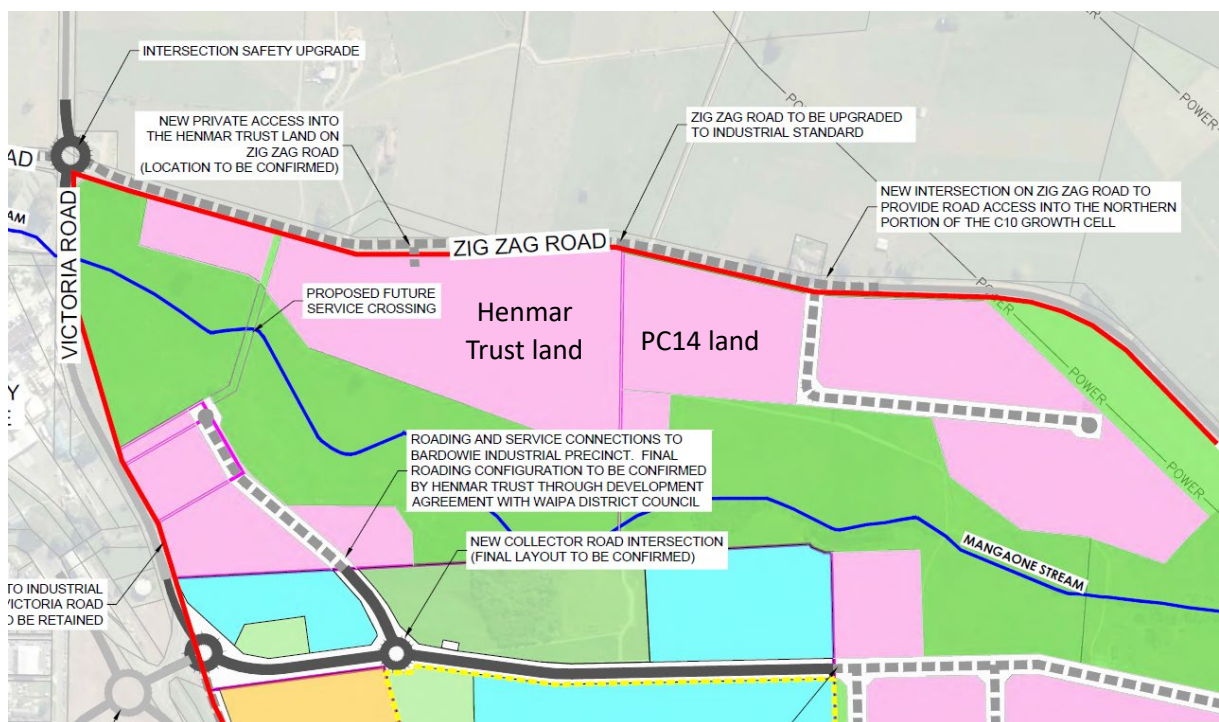 INTERSECTION SAFETY UPGRADE
NEW PRIVATE ACCESS INTO
THE HENMAR TRUST LAND ON
ZIG ZAG ROAD
(LOCATION TO BE CONFIRMED)
ZIG ZAG ROAD TO BE UPGRADED
TO INDUSTRIAL STANDARD
POWER
POWER
NEW INTERSECTION ON ZIG ZAG ROAD TO
PROVIDE ROAD ACCESS INTO THE NORTHERN
PORTION OF THE C10 GROWTH CELL
AD
AM
VICTORIA ROAD
ZIG ZAG ROAD
PROPOSED FUTURE
SERVICE CROSSING
Henmar
Trust land
PC14 land
POWER
POWER
POWER
Y
E
ROADING AND SERVICE CONNECTIONS TO
BARDOWIE INDUSTRIAL PRECINCT. FINAL
ROADING CONFIGURATION TO BE CONFIRMED
BY HENMAR TRUST THROUGH DEVELOPMENT
AGREEMENT WITH WAIPA DISTRICT COUNCIL
NEW COLLECTOR ROAD INTERSECTION
(FINAL LAYOUT TO BE CONFIRMED)
MANGAONE STREAM
TO INDUSTRIAL
VICTORIA ROAD
O BE RETAINED